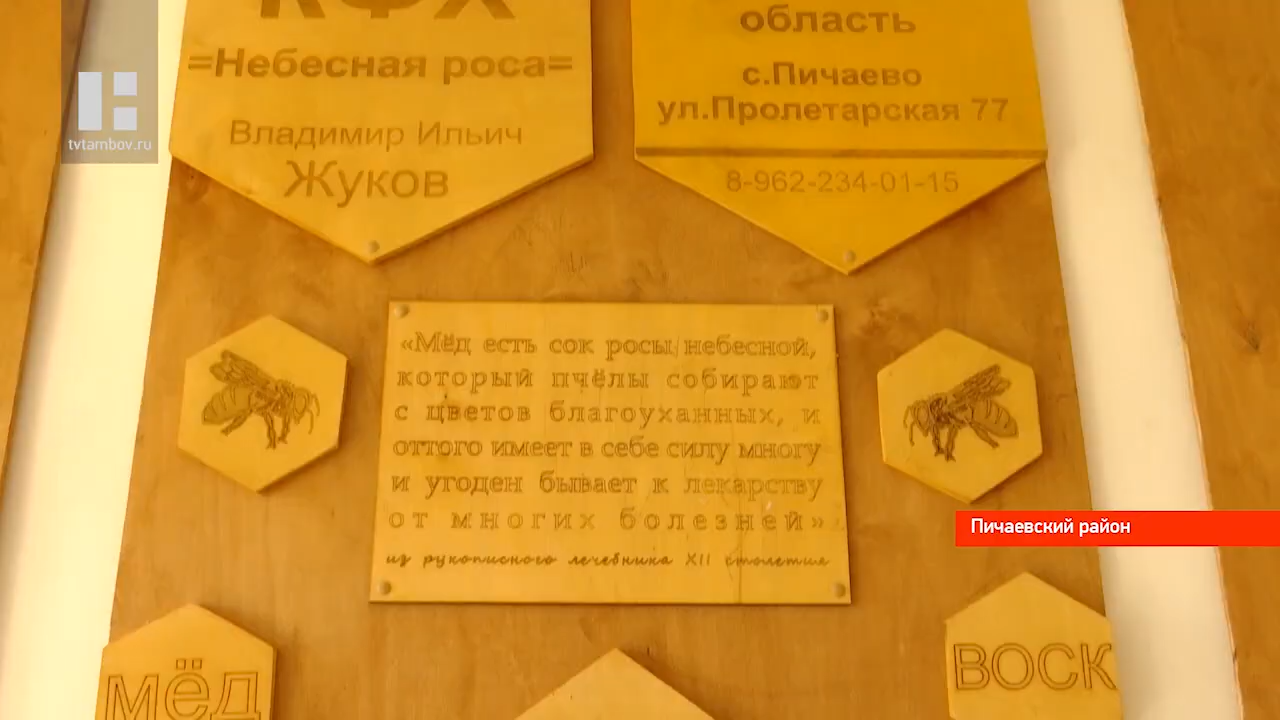 КФХ
=Небесная роса=
Владимир Ильич
Жуков
область
с.Пичаево
ул.Пролетарская 77
8-962-234-01-15
tvtambov.ru
«Мёд есть сок росы небесной,
который пчёлы собирают
с цветов благоуханных, и
оттого имеет в себе силу многу
и угоден бывает к лекарству
от многих болезней»
из рукописного лечебника XII столетие
Пичаевский район
мёд
воск